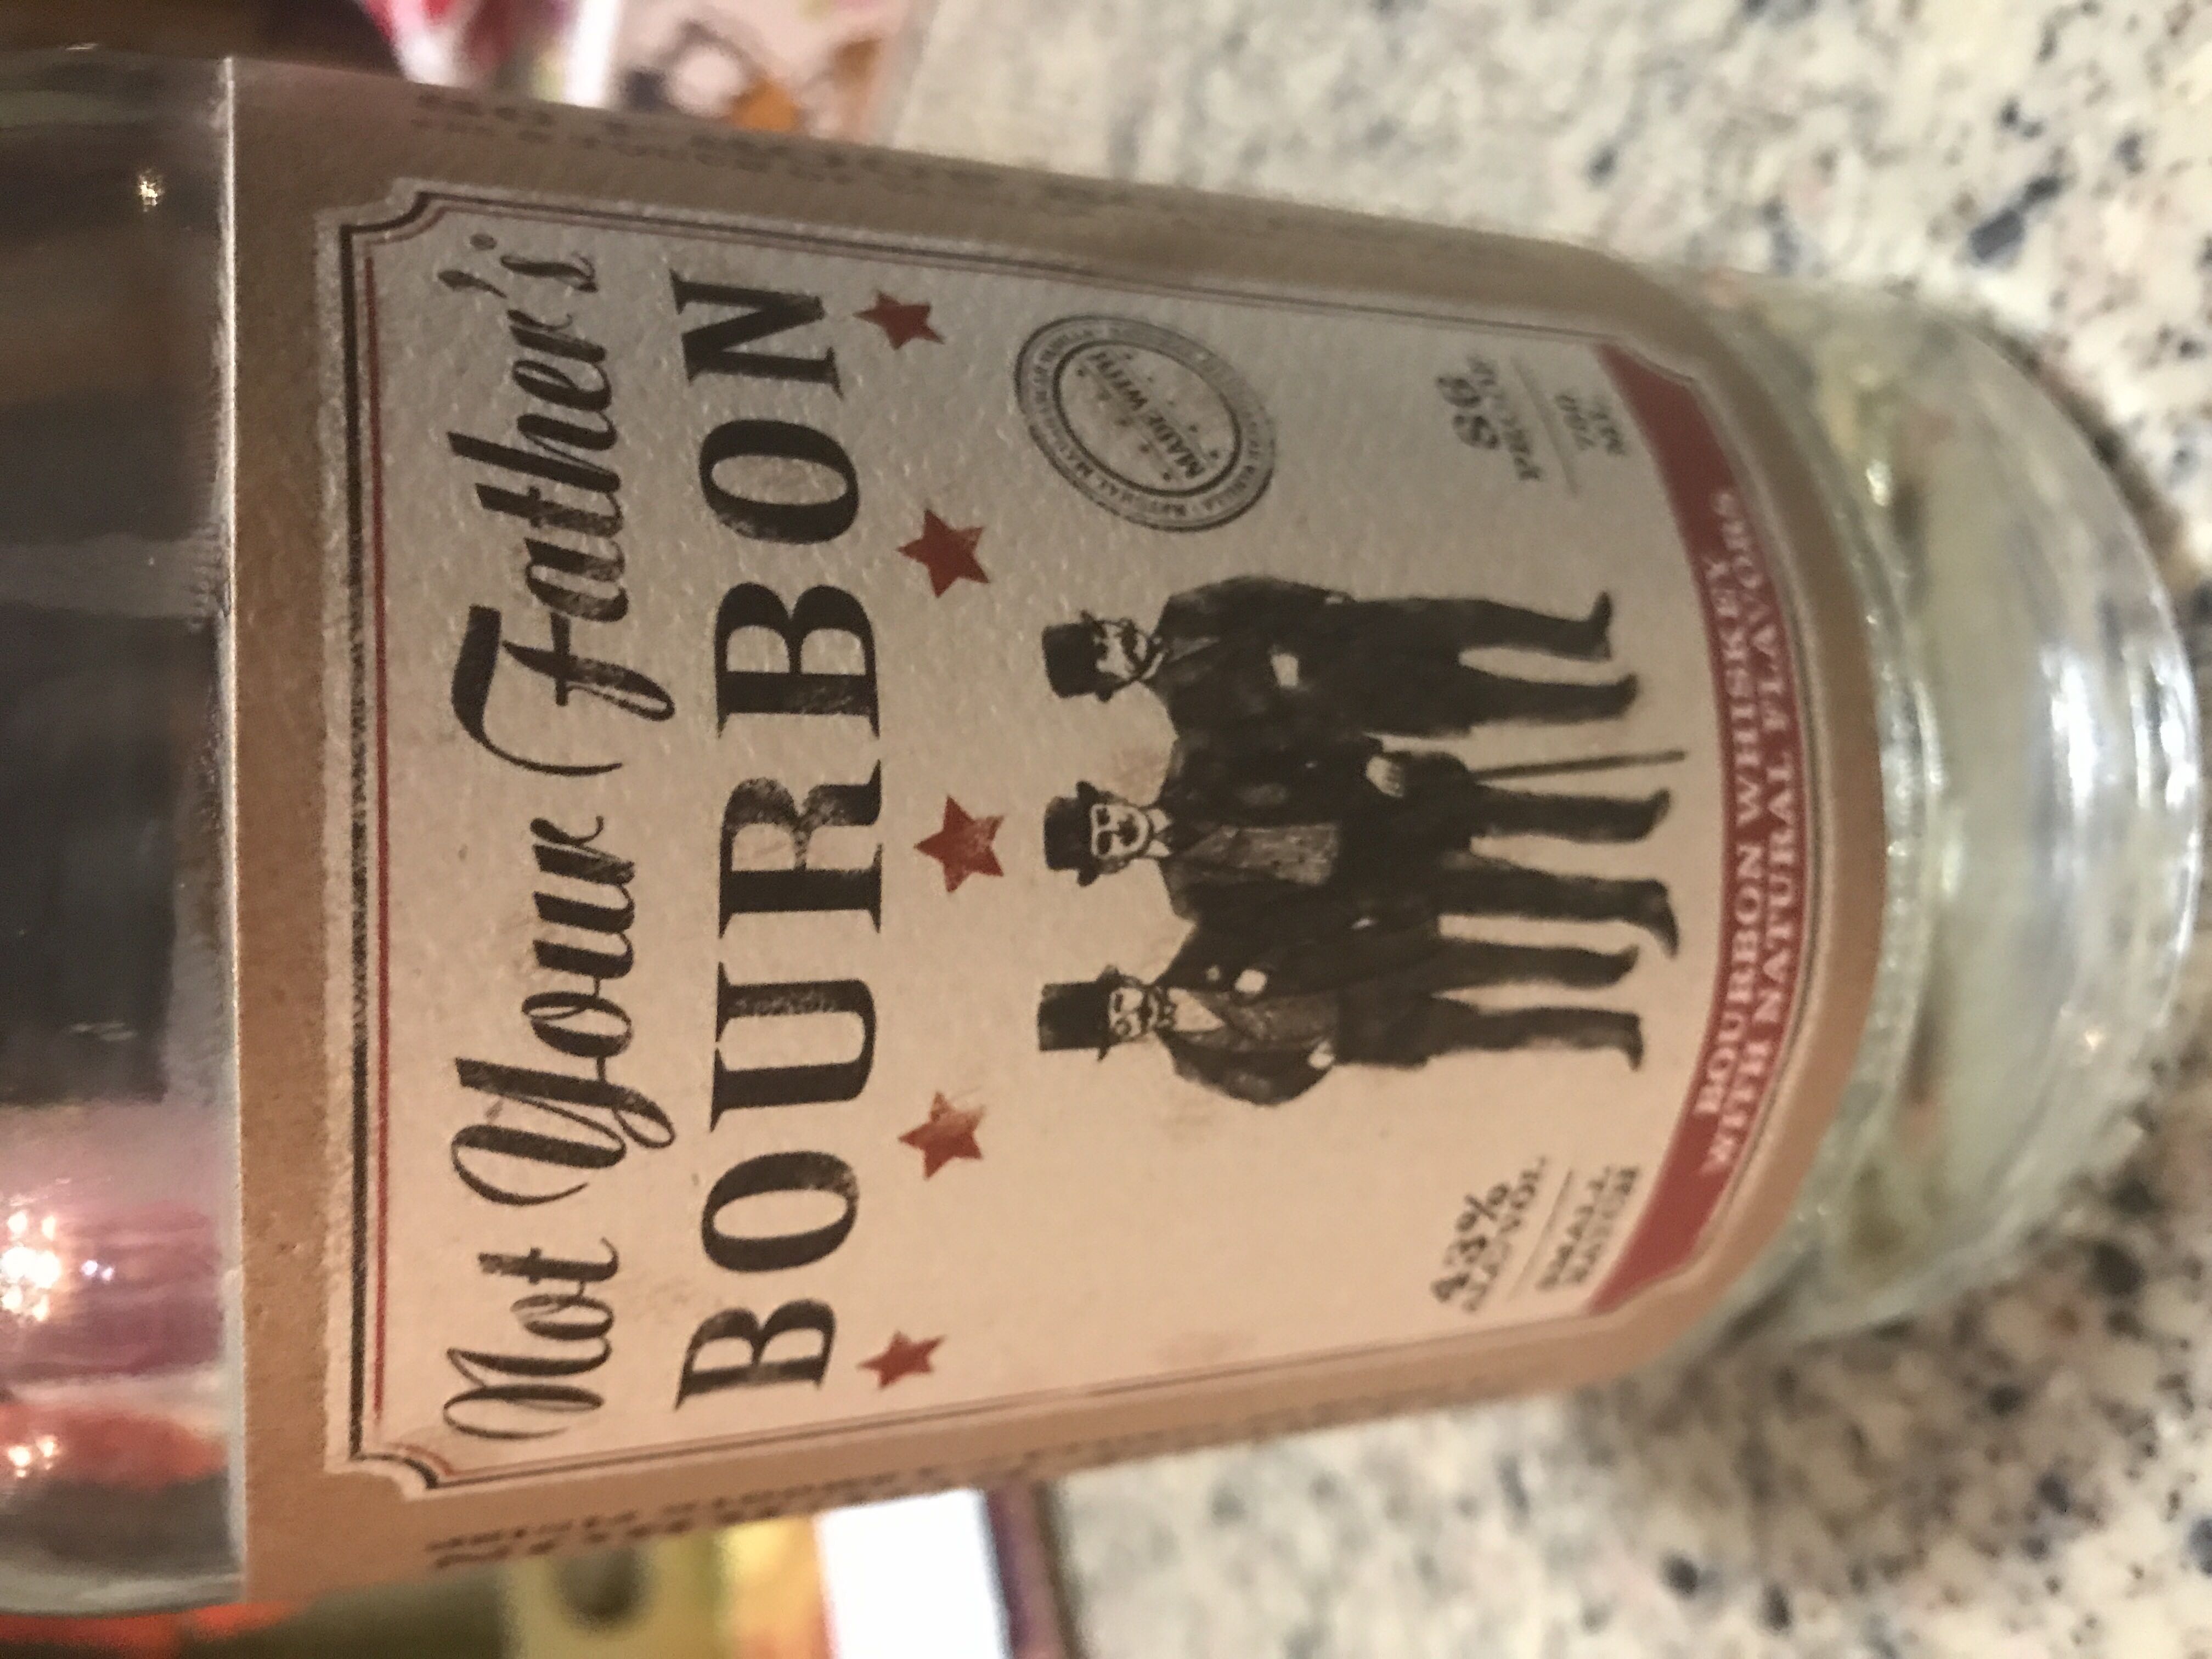 Not Your Father's
BOURBON
MADE WITH
43%
ALC/VOL
SMALL
BATCH
86
PROOF
750
ML
BOURBON WHISKEY
WITH NATURAL FLAVORS